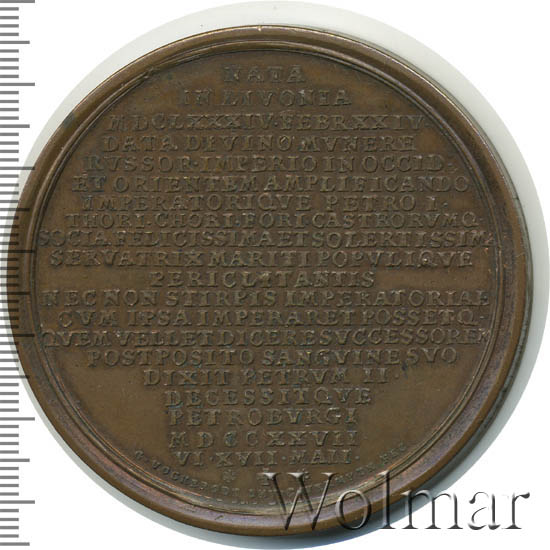 NATA
IN LIVONIA
MDCLXXXIV·FEBR XXIV·
DATA DIVINO MUNERE
RVSSOR·IMPERIO IN OCCID·
ET ORIENTEM AMPLIFICANDO
IMPERATORIQVE PETRO I·
THORI·CHORI·FORI CASTRORVMQ·
SOCIA FELICISSIMA ET SOLERTISSIMA
SERVATRIX MARITI POPVLIQVE
PERICLITANTIS
NEC NON STIRPIS IMPERATORIAE
CVM IPSA IMPERARET POSSETQ·
QVEM VELLET DICERE SVCCESSOREM
POSTPOSITO SANGVINE SVO
DIXIT PETRVM II·
DECESSITQVE
PETROBVRGI
MDCCXXVII
VI·XVII·MAII·
Wolmar